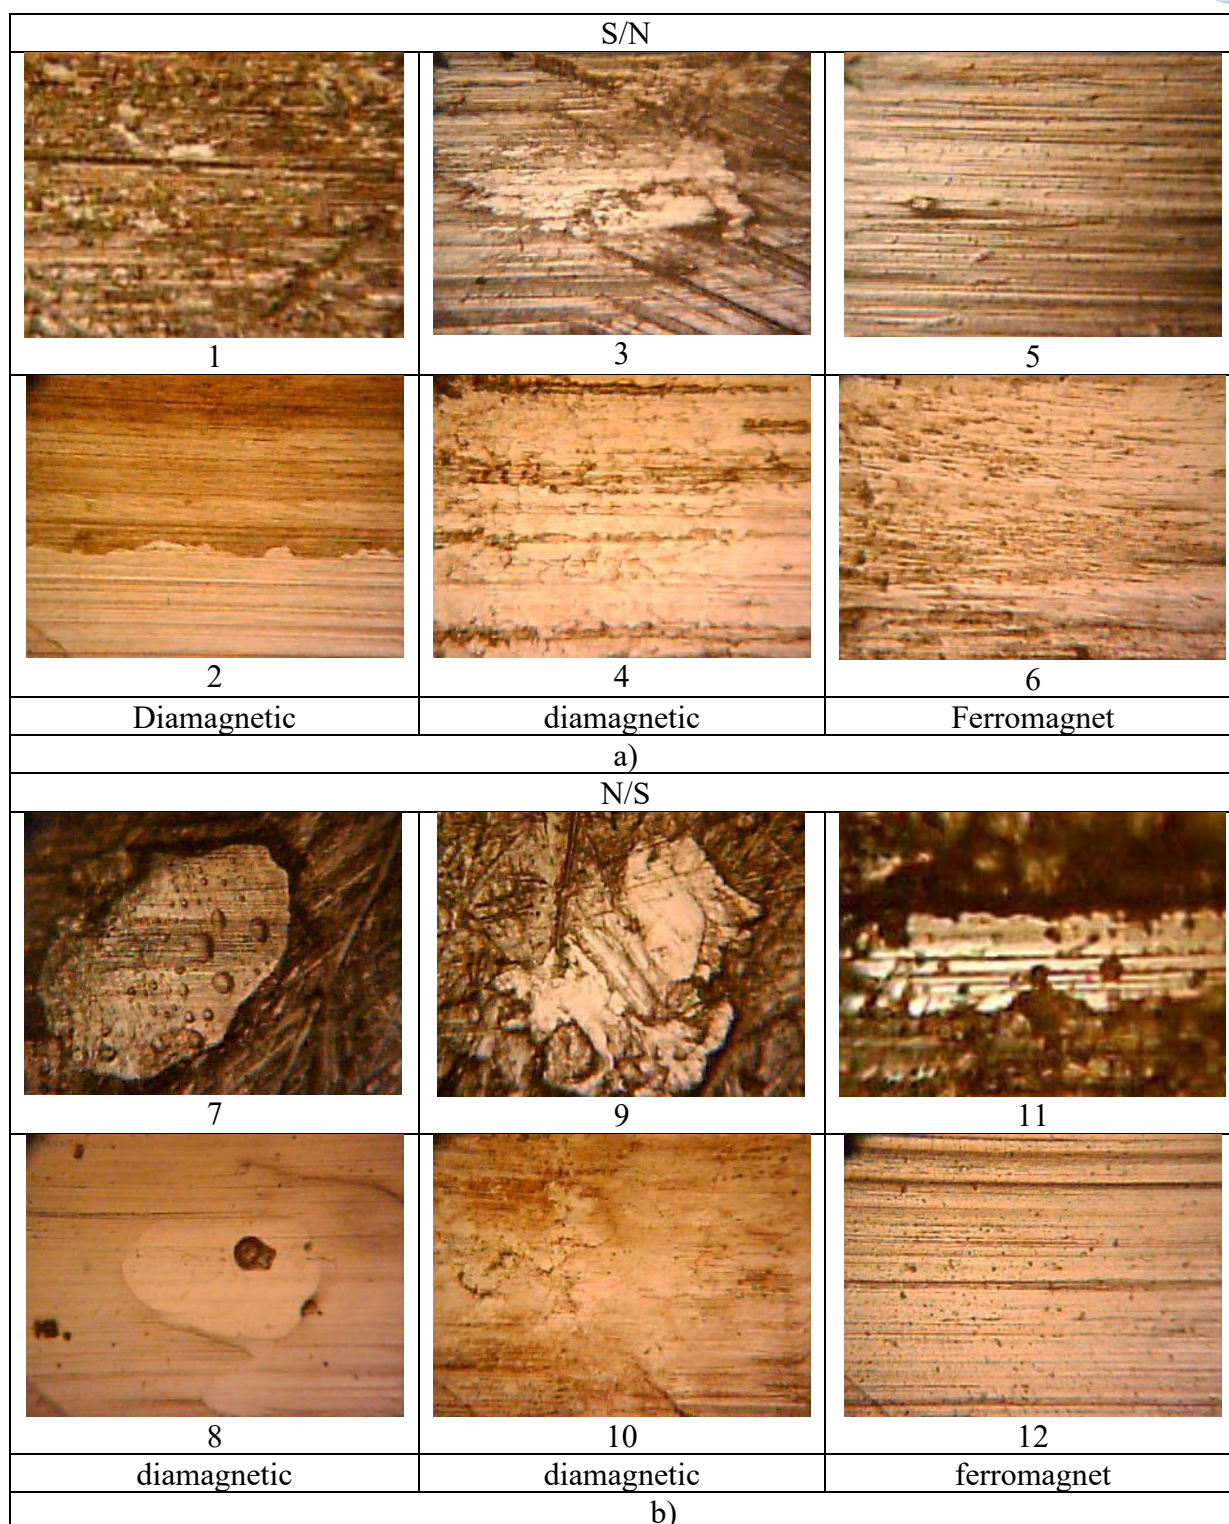 S/N
1 3 5
2 4 6
Diamagnetic diamagnetic Ferromagnet
a)
N/S
7 9 11
8 10 12
diamagnetic diamagnetic ferromagnet
b)